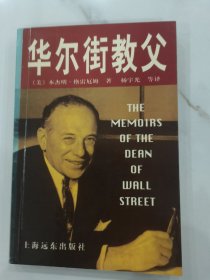 华尔街教父
〔美〕本杰明·格雷厄姆 著 杨宇光 等译
THE
MEMOIRS
OF THE
DEAN
OF
WALL
STREET
上海远东出版社